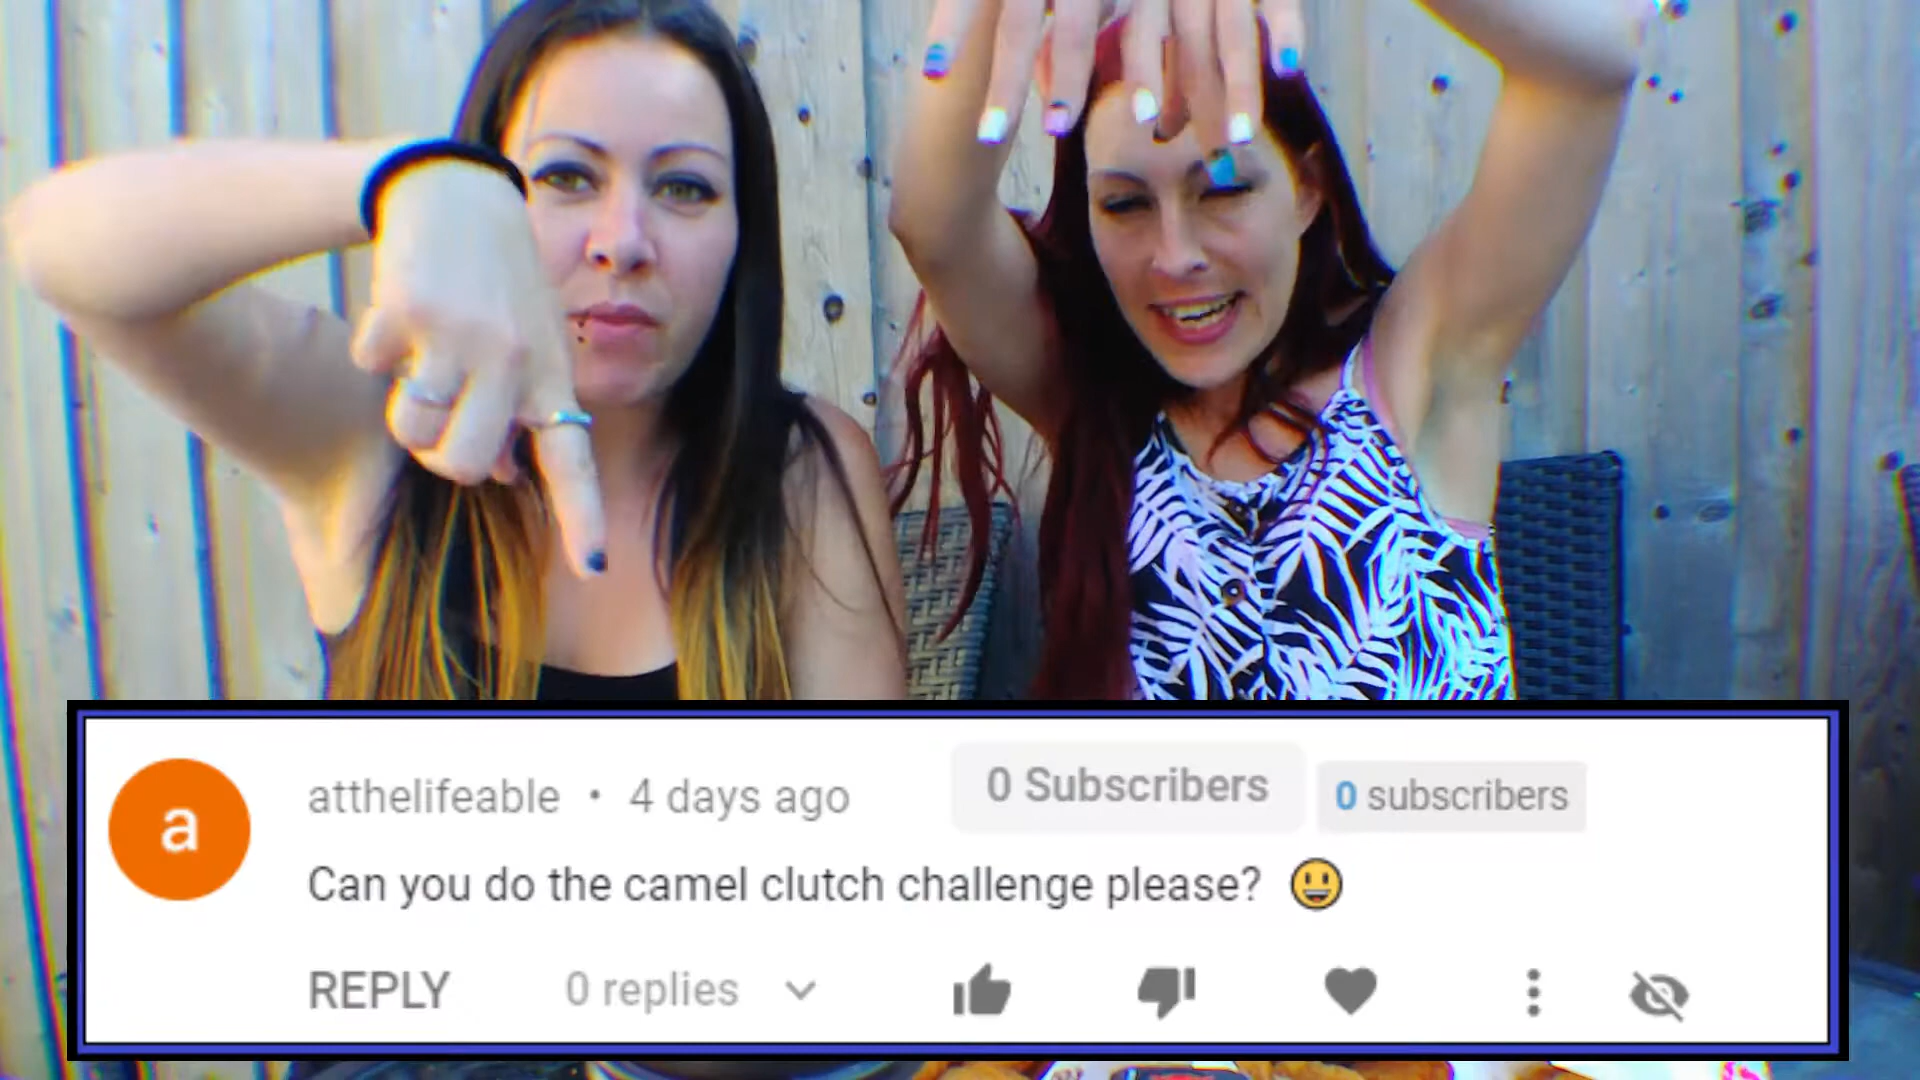 a
atthelifeable • 4 days ago
0 Subscribers
0 subscribers
Can you do the camel clutch challenge please? 😃
REPLY
0 replies